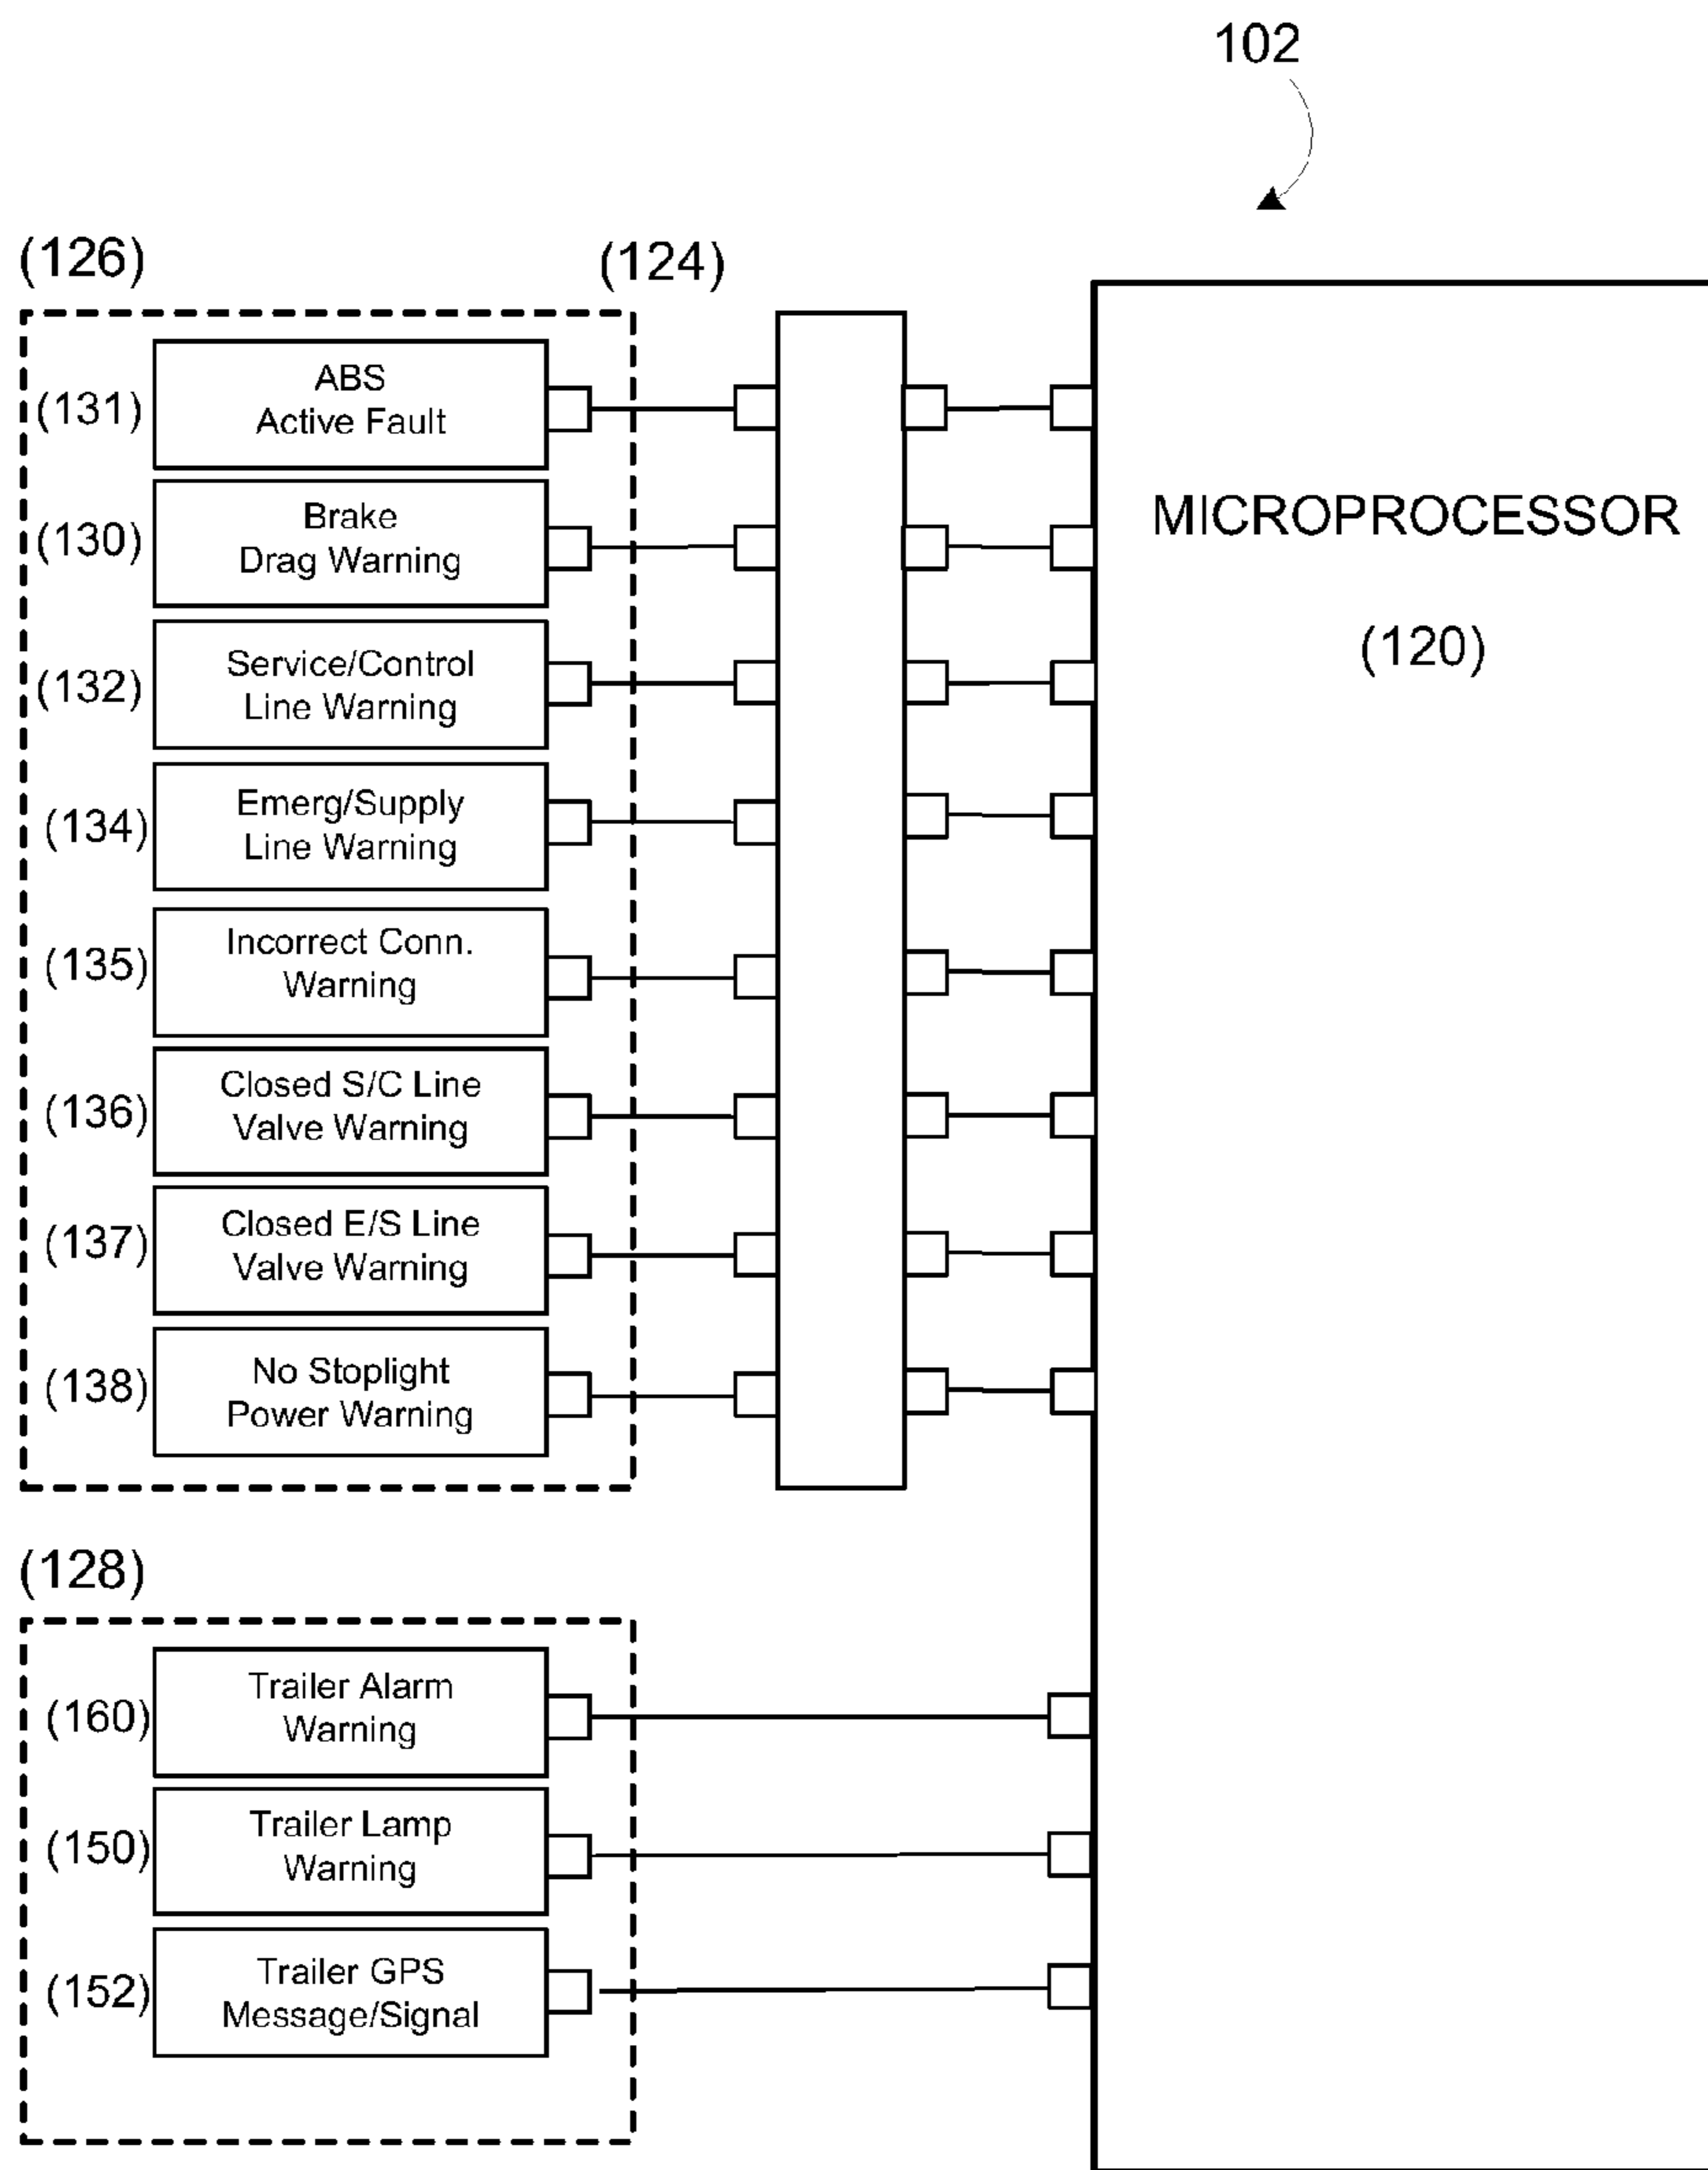 102
(126)
(124)
(131)
ABS
Active Fault
(130)
Brake
Drag Warning
MICROPROCESSOR
(120)
(132)
Service/Control
Line Warning
(134)
Emerg/Supply
Line Warning
(135)
Incorrect Conn.
Warning
(136)
Closed S/C Line
Valve Warning
(137)
Closed E/S Line
Valve Warning
(138)
No Stoplight
Power Warning
(128)
(160)
Trailer Alarm
Warning
(150)
Trailer Lamp
Warning
(152)
Trailer GPS
Message/Signal